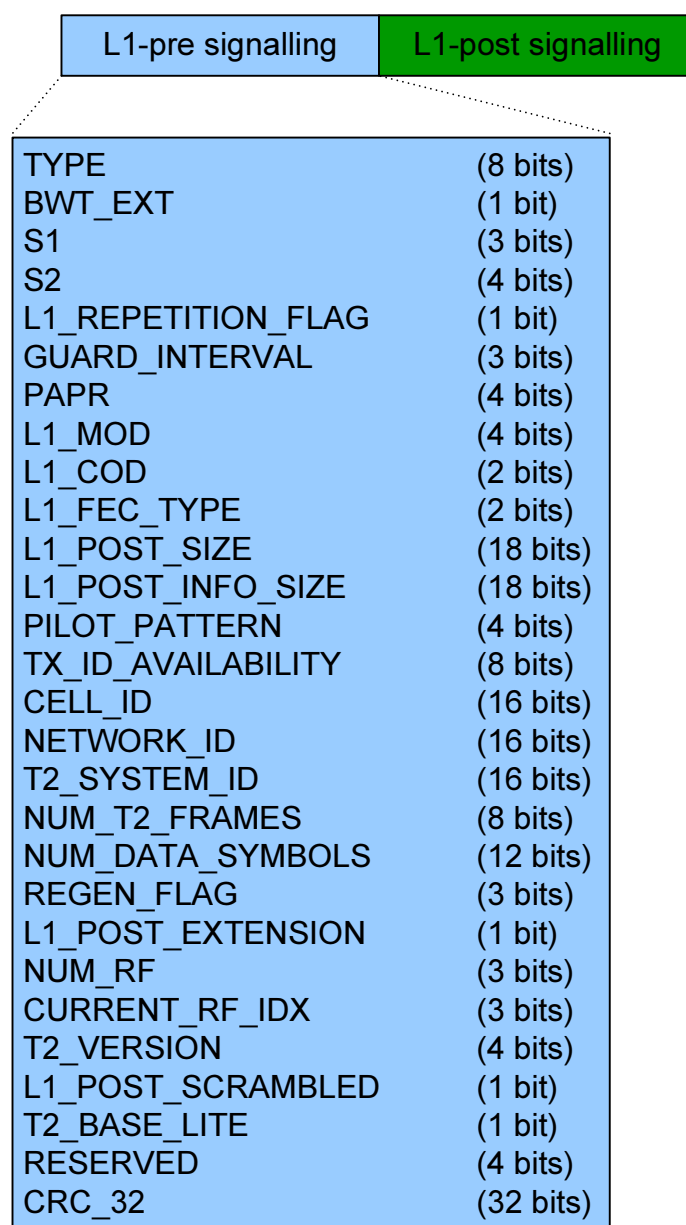 L1-pre signalling L1-post signalling
TYPE (8 bits)
BWT_EXT (1 bit)
S1 (3 bits)
S2 (4 bits)
L1_REPETITION_FLAG (1 bit)
GUARD_INTERVAL (3 bits)
PAPR (4 bits)
L1_MOD (4 bits)
L1_COD (2 bits)
L1_FEC_TYPE (2 bits)
L1_POST_SIZE (18 bits)
L1_POST_INFO_SIZE (18 bits)
PILOT_PATTERN (4 bits)
TX_ID_AVAILABILITY (8 bits)
CELL_ID (16 bits)
NETWORK_ID (16 bits)
T2_SYSTEM_ID (16 bits)
NUM_T2_FRAMES (8 bits)
NUM_DATA_SYMBOLS (12 bits)
REGEN_FLAG (3 bits)
L1_POST_EXTENSION (1 bit)
NUM_RF (3 bits)
CURRENT_RF_IDX (3 bits)
T2_VERSION (4 bits)
L1_POST_SCRAMBLED (1 bit)
T2_BASE_LITE (1 bit)
RESERVED (4 bits)
CRC_32 (32 bits)